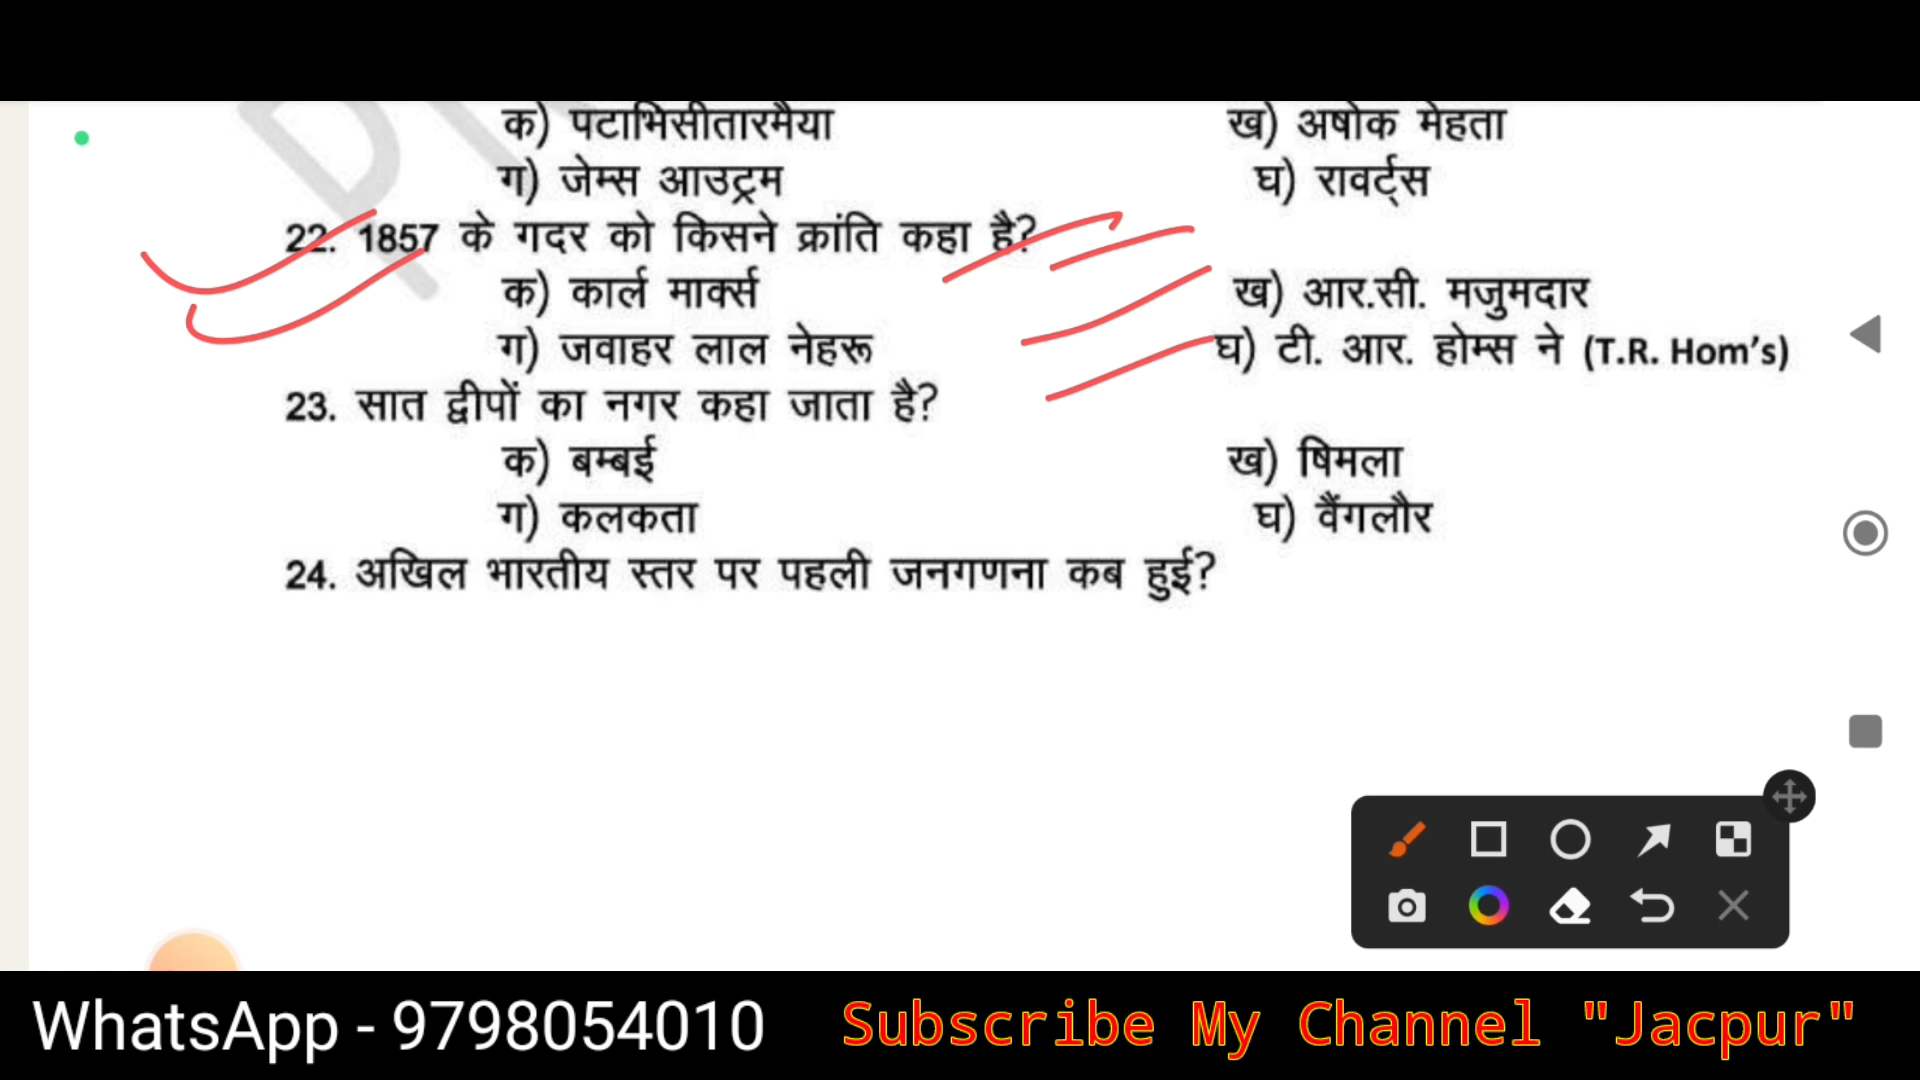 क) पटाभिसीतारमैया ख) अषोक मेहता
ग) जेम्स आउट्रम घ) रावर्ट्स
22. 1857 के गदर को किसने क्रांति कहा है?
क) कार्ल मार्क्स ख) आर.सी. मजुमदार
ग) जवाहर लाल नेहरू घ) टी. आर. होम्स ने (T.R. Hom's)
23. सात द्वीपों का नगर कहा जाता है?
क) बम्बई ख) षिमला
ग) कलकता घ) वैंगलौर
24. अखिल भारतीय स्तर पर पहली जनगणना कब हुई?
WhatsApp - 9798054010 Subscribe My Channel "Jacpur"